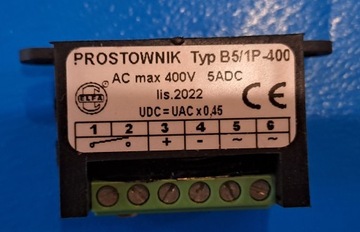 PROSTOWNIK Typ B5/1P-400
AC max 400V 5ADC
lis.2022
ELFA
UDC = UAC x 0,45
CE
1 2 3 4 5 6
+ - ~ ~